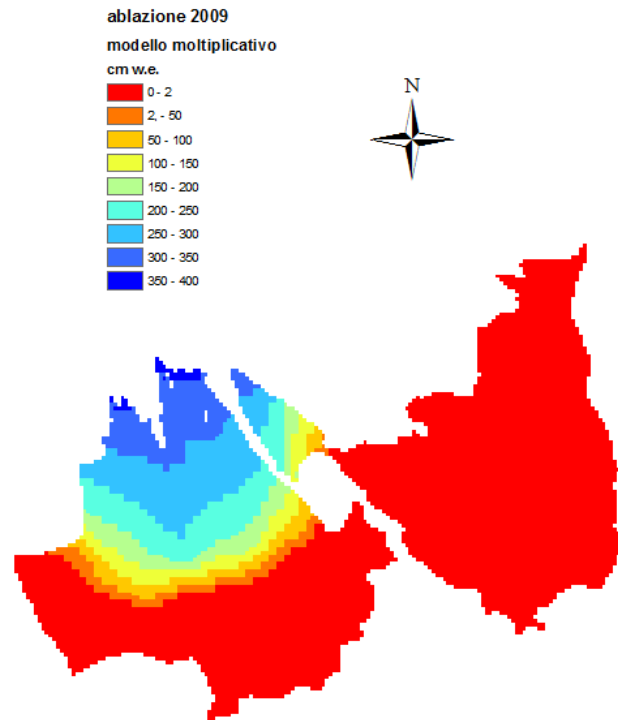 ablazione 2009
modello moltiplicativo
cm w.e.
0 - 2
2, - 50
50 - 100
100 - 150
150 - 200
200 - 250
250 - 300
300 - 350
350 - 400
N